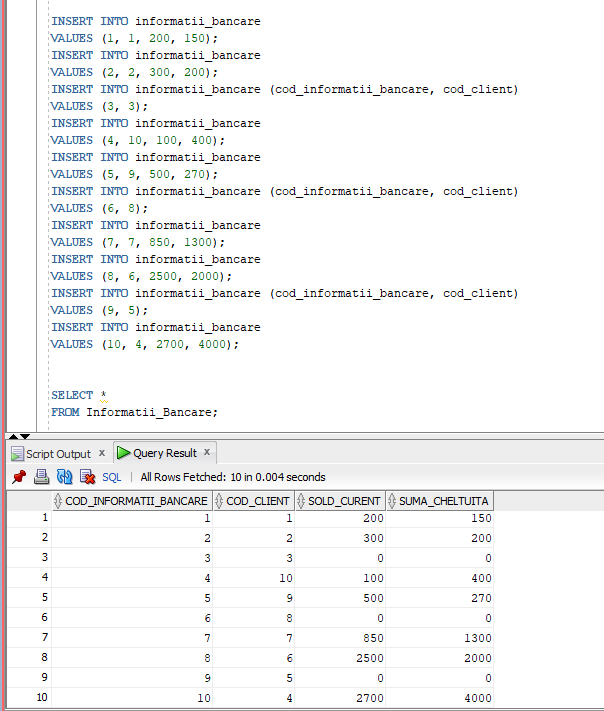 INSERT INTO informatii_bancare
VALUES (1, 1, 200, 150);
INSERT INTO informatii_bancare
VALUES (2, 2, 300, 200);
INSERT INTO informatii_bancare (cod_informatii_bancare, cod_client)
VALUES (3, 3);
INSERT INTO informatii_bancare
VALUES (4, 10, 100, 400);
INSERT INTO informatii_bancare
VALUES (5, 9, 500, 270);
INSERT INTO informatii_bancare (cod_informatii_bancare, cod_client)
VALUES (6, 8);
INSERT INTO informatii_bancare
VALUES (7, 7, 850, 1300);
INSERT INTO informatii_bancare
VALUES (8, 6, 2500, 2000);
INSERT INTO informatii_bancare (cod_informatii_bancare, cod_client)
VALUES (9, 5);
INSERT INTO informatii_bancare
VALUES (10, 4, 2700, 4000);
SELECT *
FROM Informatii_Bancare;
Script Output x Query Result x
SQL | All Rows Fetched: 10 in 0.004 seconds
COD_INFORMATII_BANCARE COD_CLIENT SOLD_CURENT SUMA_CHELTUITA
1 1 1 200 150
2 2 2 300 200
3 3 3 0 0
4 4 10 100 400
5 5 9 500 270
6 6 8 0 0
7 7 7 850 1300
8 8 6 2500 2000
9 9 5 0 0
10 10 4 2700 4000